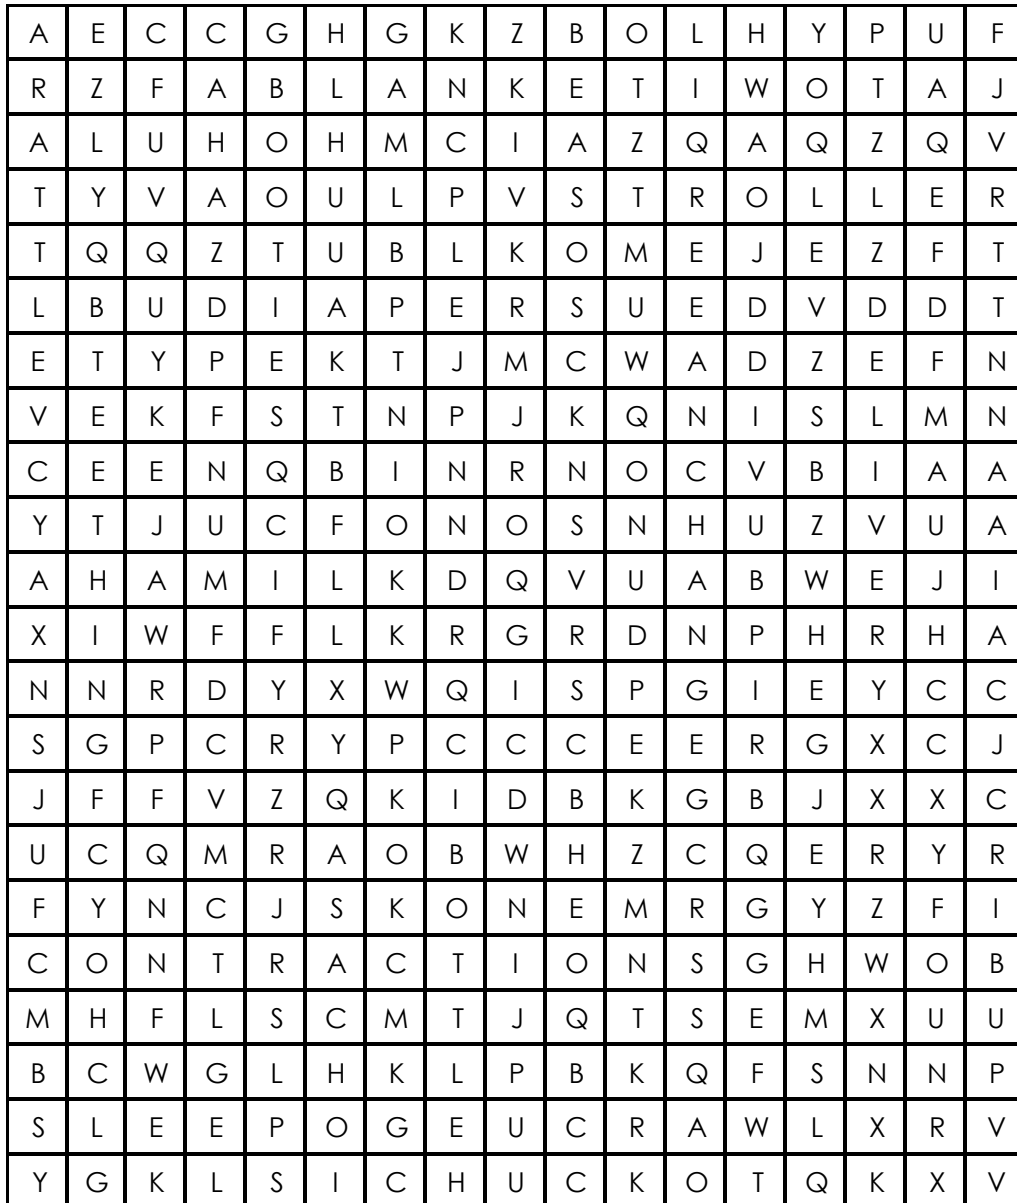 A E C C G H G K Z B O L H Y P U F
R Z F A B L A N K E T I W O T A J
A L U H O H M C I A Z Q A Q Z Q V
T Y V A O U L P V S T R O L L E R
T Q Q Z T U B L K O M E J E Z F T
L B U D I A P E R S U E D V D D T
E T Y P E K T J M C W A D Z E F N
V E K F S T N P J K Q N I S L M N
C E E N Q B I N R N O C V B I A A
Y T J U C F O N O S N H U Z V U A
A H A M I L K D Q V U A B W E J I
X I W F F L K R G R D N P H R H A
N N R D Y X W Q I S P G I E Y C C
S G P C R Y P C C C E E R G X C J
J F F V Z Q K I D B K G B J X X C
U C Q M R A O B W H Z C Q E R Y R
F Y N C J S K O N E M R G Y Z F I
C O N T R A C T I O N S G H W O B
M H F L S C M T J Q T S E M X U U
B C W G L H K L P B K Q F S N N P
S L E E P O G E U C R A W L X R V
Y G K L S I C H U C K O T Q K X V